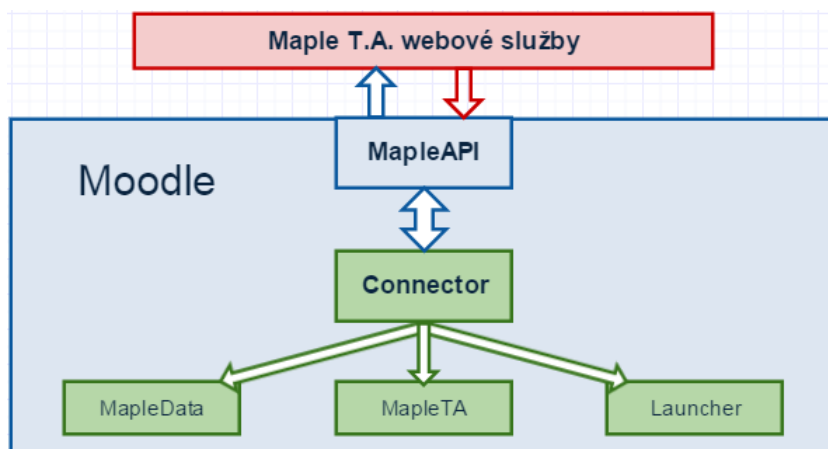 Maple T.A. webové služby
MapleAPI
Moodle
Connector
MapleData
MapleTA
Launcher